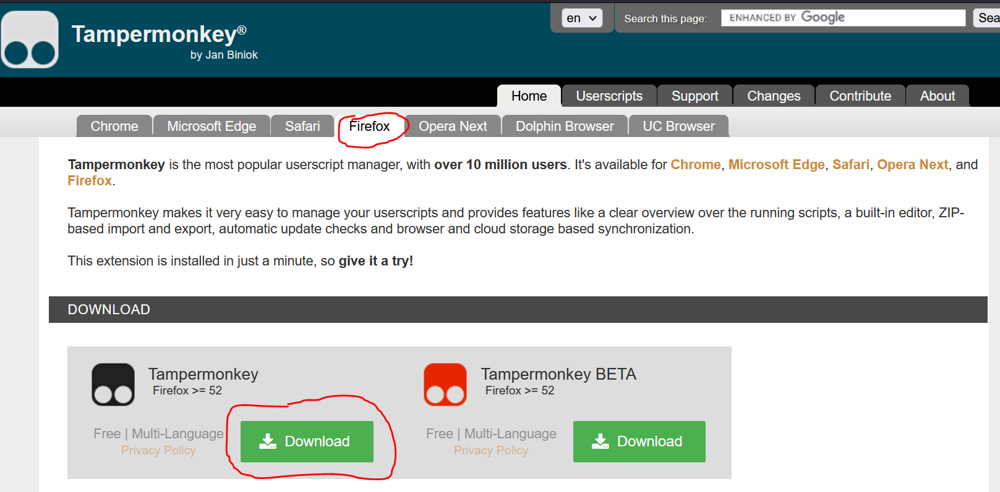 Tampermonkey®
by Jan Biniok
en
Search this page:
ENHANCED BY Google
Sea
Home Userscripts Support Changes Contribute About
Chrome Microsoft Edge Safari Firefox Opera Next Dolphin Browser UC Browser
Tampermonkey is the most popular userscript manager, with over 10 million users. It's available for Chrome, Microsoft Edge, Safari, Opera Next, and
Firefox.
Tampermonkey makes it very easy to manage your userscripts and provides features like a clear overview over the running scripts, a built-in editor, ZIP-
based import and export, automatic update checks and browser and cloud storage based synchronization.
This extension is installed in just a minute, so give it a try!
DOWNLOAD
Tampermonkey
Firefox >= 52
Free | Multi-Language
Privacy Policy
Download
Tampermonkey BETA
Firefox >= 52
Free | Multi-Language
Privacy Policy
Download